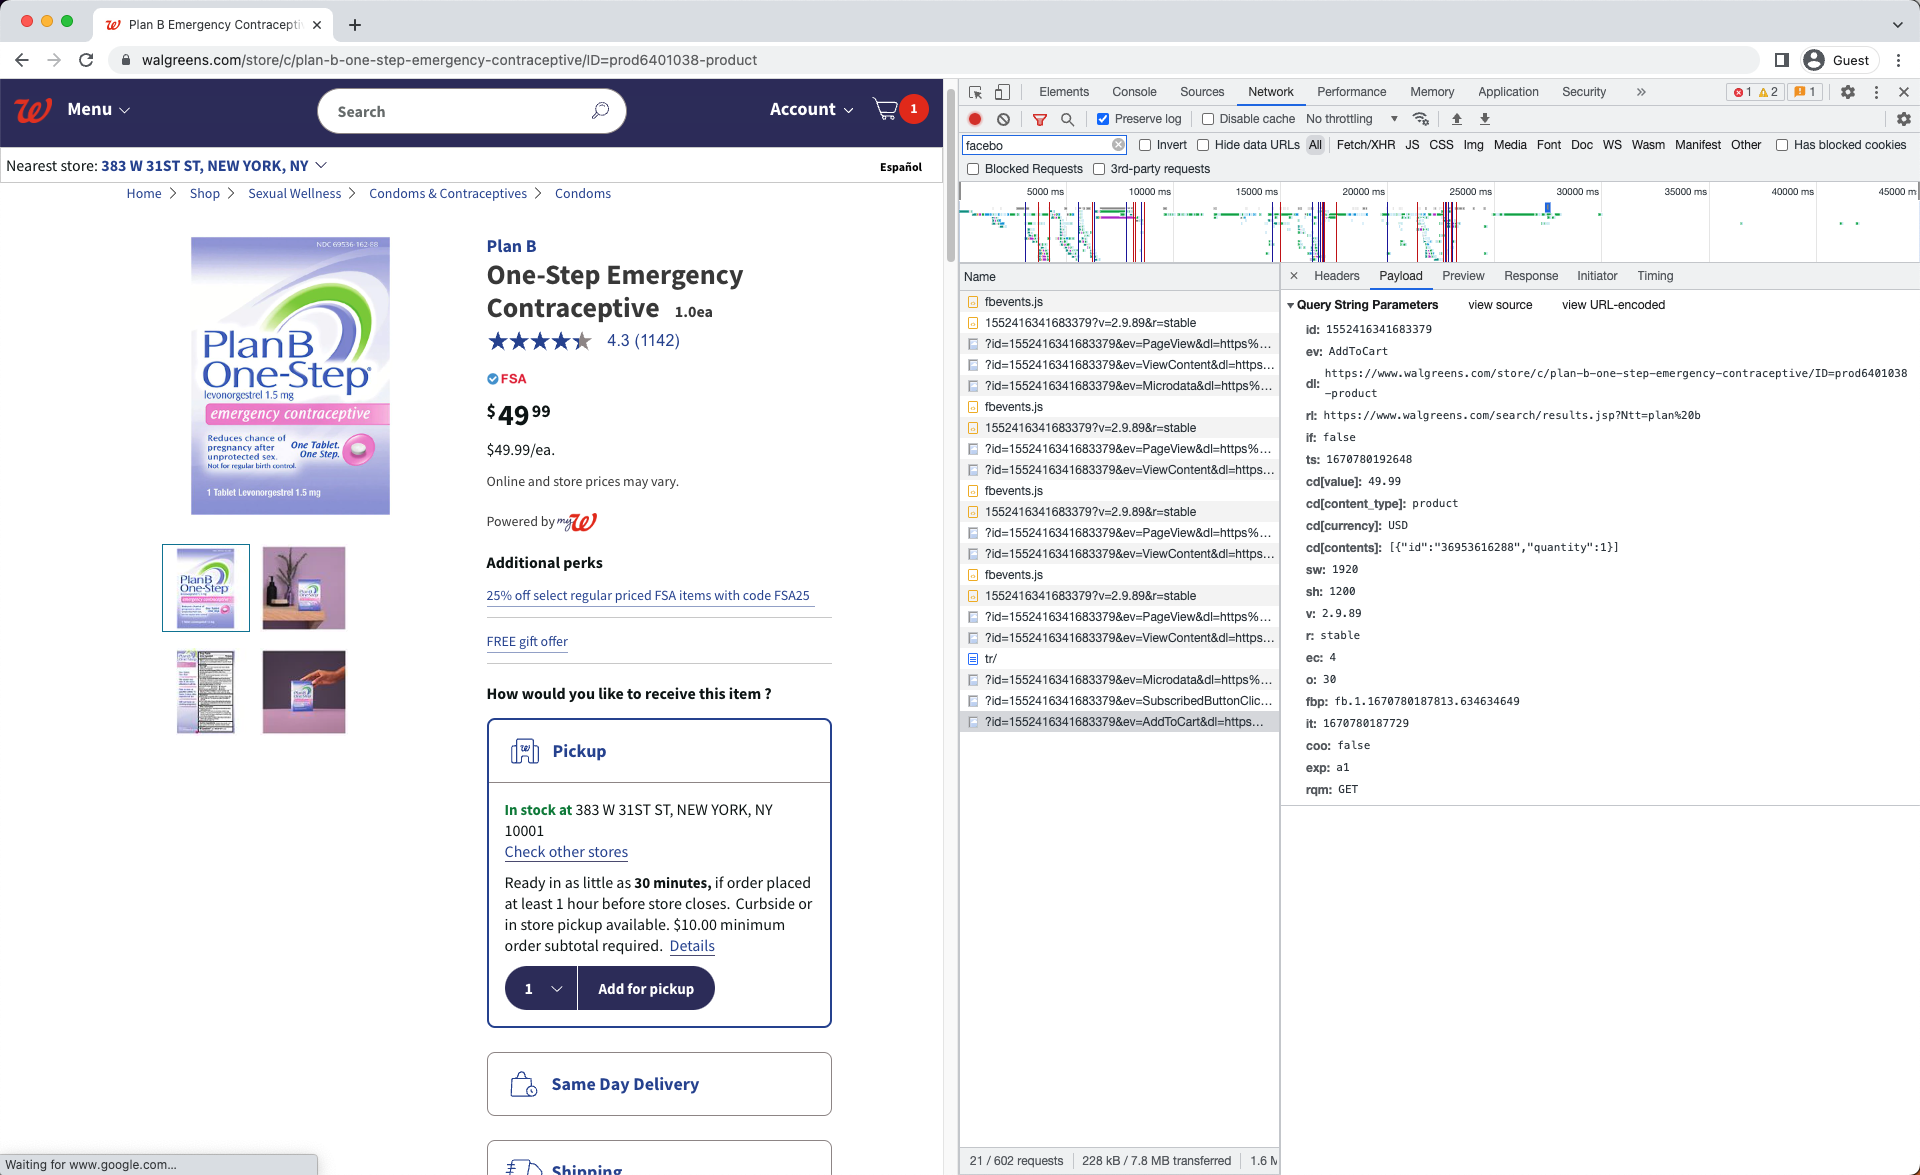 Plan B Emergency Contracepti
walgreens.com/store/c/plan-b-one-step-emergency-contraceptive/ID=prod6401038-product
Guest
Menu
Search
Account
1
Nearest store: 383 W 31ST ST, NEW YORK, NY
Español
Home > Shop > Sexual Wellness > Condoms & Contraceptives > Condoms
NDC 69536-162-88
Plan B
One-Step®
levonorgestrel 1.5 mg
emergency contraceptive
Reduces chance of
pregnancy after
unprotected sex.
Not for regular birth control.
One Tablet.
One Step.
1 Tablet Levonorgestrel 1.5 mg
Plan B
One-Step Emergency
Contraceptive 1.0ea
4.3 (1142)
FSA
$49 99
$49.99/ea.
Online and store prices may vary.
Powered by myW
Additional perks
25% off select regular priced FSA items with code FSA25
FREE gift offer
How would you like to receive this item ?
Pickup
In stock at 383 W 31ST ST, NEW YORK, NY
10001
Check other stores
Ready in as little as 30 minutes, if order placed
at least 1 hour before store closes. Curbside or
in store pickup available. $10.00 minimum
order subtotal required. Details
1 Add for pickup
Same Day Delivery
Shipping
Waiting for www.google.com...
Elements Console Sources Network Performance Memory Application Security » 1 2 1
Preserve log Disable cache No throttling
facebo Invert Hide data URLs All Fetch/XHR JS CSS Img Media Font Doc WS Wasm Manifest Other Has blocked cookies
Blocked Requests 3rd-party requests
5000 ms 10000 ms 15000 ms 20000 ms 25000 ms 30000 ms 35000 ms 40000 ms 45000 m
Name
fbevents.js
1552416341683379?v=2.9.89&r=stable
?id=1552416341683379&ev=PageView&dl=https%...
?id=1552416341683379&ev=ViewContent&dl=https...
?id=1552416341683379&ev=Microdata&dl=https%...
fbevents.js
1552416341683379?v=2.9.89&r=stable
?id=1552416341683379&ev=PageView&dl=https%...
?id=1552416341683379&ev=ViewContent&dl=https...
fbevents.js
1552416341683379?v=2.9.89&r=stable
?id=1552416341683379&ev=PageView&dl=https%...
?id=1552416341683379&ev=ViewContent&dl=https...
fbevents.js
1552416341683379?v=2.9.89&r=stable
?id=1552416341683379&ev=PageView&dl=https%...
?id=1552416341683379&ev=ViewContent&dl=https...
tr/
?id=1552416341683379&ev=Microdata&dl=https%...
?id=1552416341683379&ev=SubscribedButtonClic...
?id=1552416341683379&ev=AddToCart&dl=https...
21 / 602 requests 228 kB / 7.8 MB transferred 1.6 M
Headers Payload Preview Response Initiator Timing
Query String Parameters view source view URL-encoded
id: 1552416341683379
ev: AddToCart
dl: https://www.walgreens.com/store/c/plan-b-one-step-emergency-contraceptive/ID=prod6401038
-product
rl: https://www.walgreens.com/search/results.jsp?Ntt=plan%20b
if: false
ts: 1670780192648
cd[value]: 49.99
cd[content_type]: product
cd[currency]: USD
cd[contents]: [{"id":"36953616288","quantity":1}]
sw: 1920
sh: 1200
v: 2.9.89
r: stable
ec: 4
o: 30
fbp: fb.1.1670780187813.634634649
it: 1670780187729
coo: false
exp: a1
rqm: GET